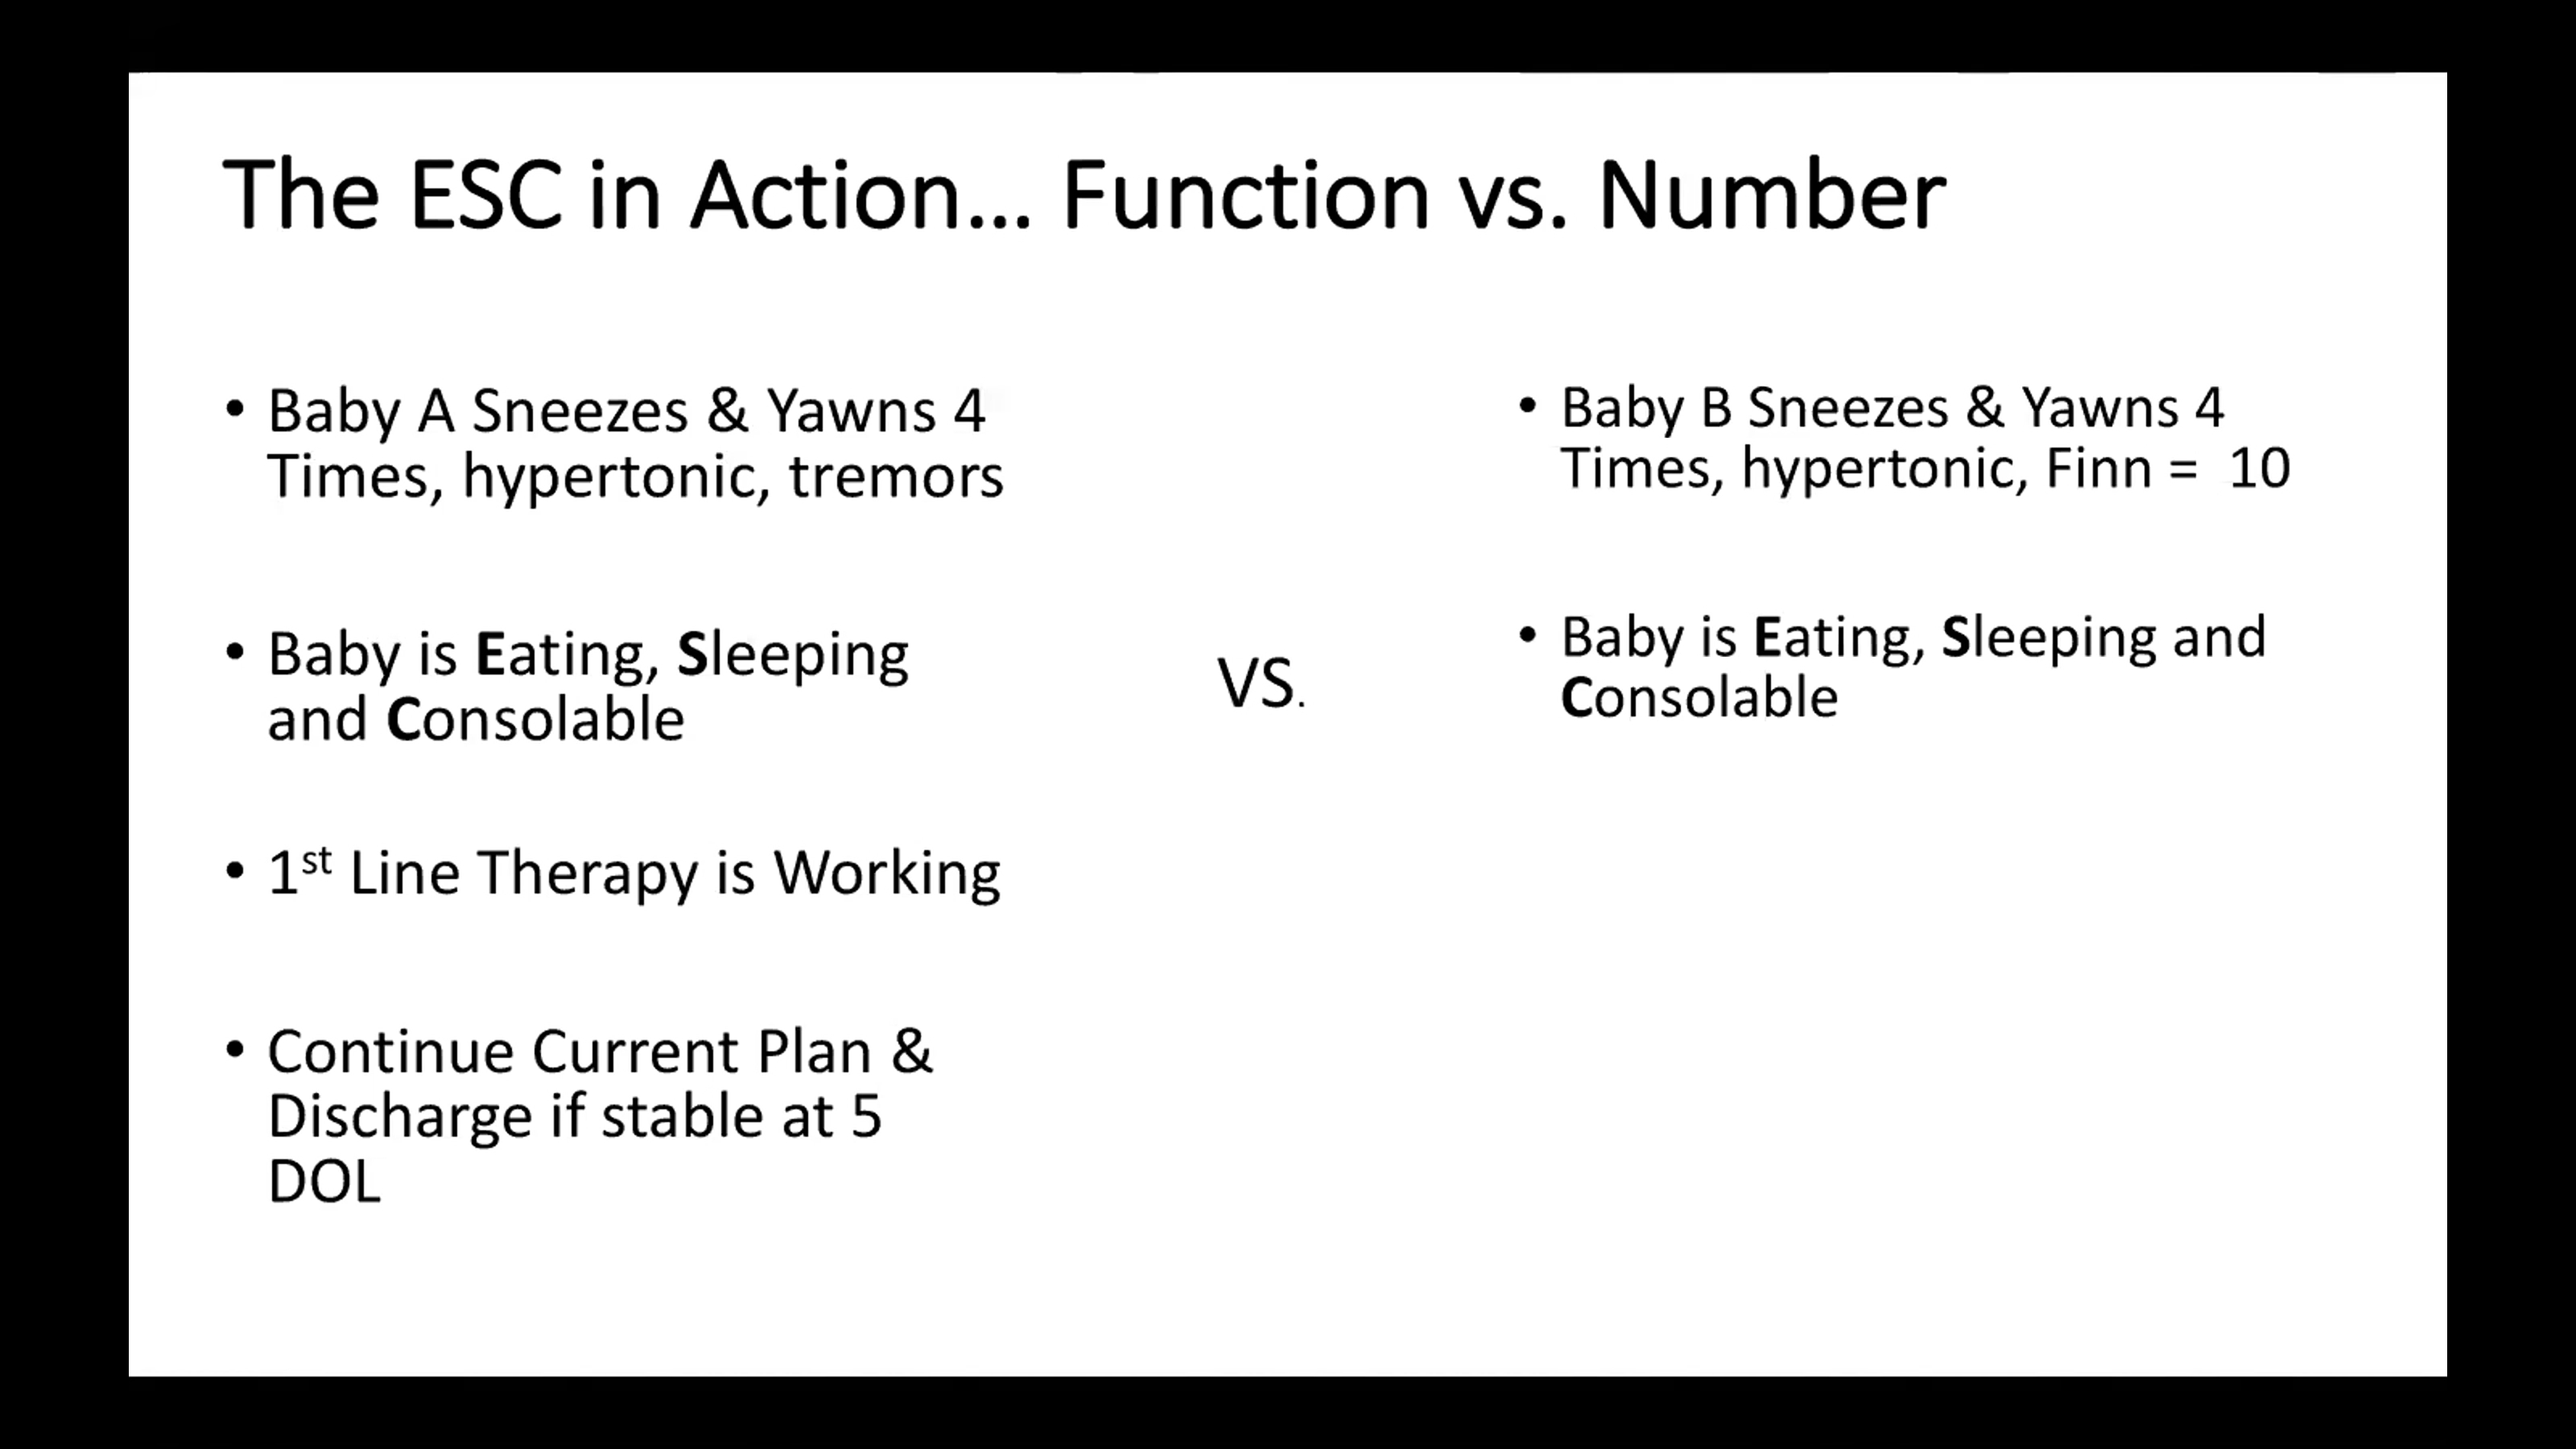 The ESC in Action... Function vs. Number
• Baby A Sneezes & Yawns 4
Times, hypertonic, tremors
• Baby is Eating, Sleeping
and Consolable
• 1st Line Therapy is Working
• Continue Current Plan &
Discharge if stable at 5
DOL
VS.
• Baby B Sneezes & Yawns 4
Times, hypertonic, Finn = 10
• Baby is Eating, Sleeping and
Consolable